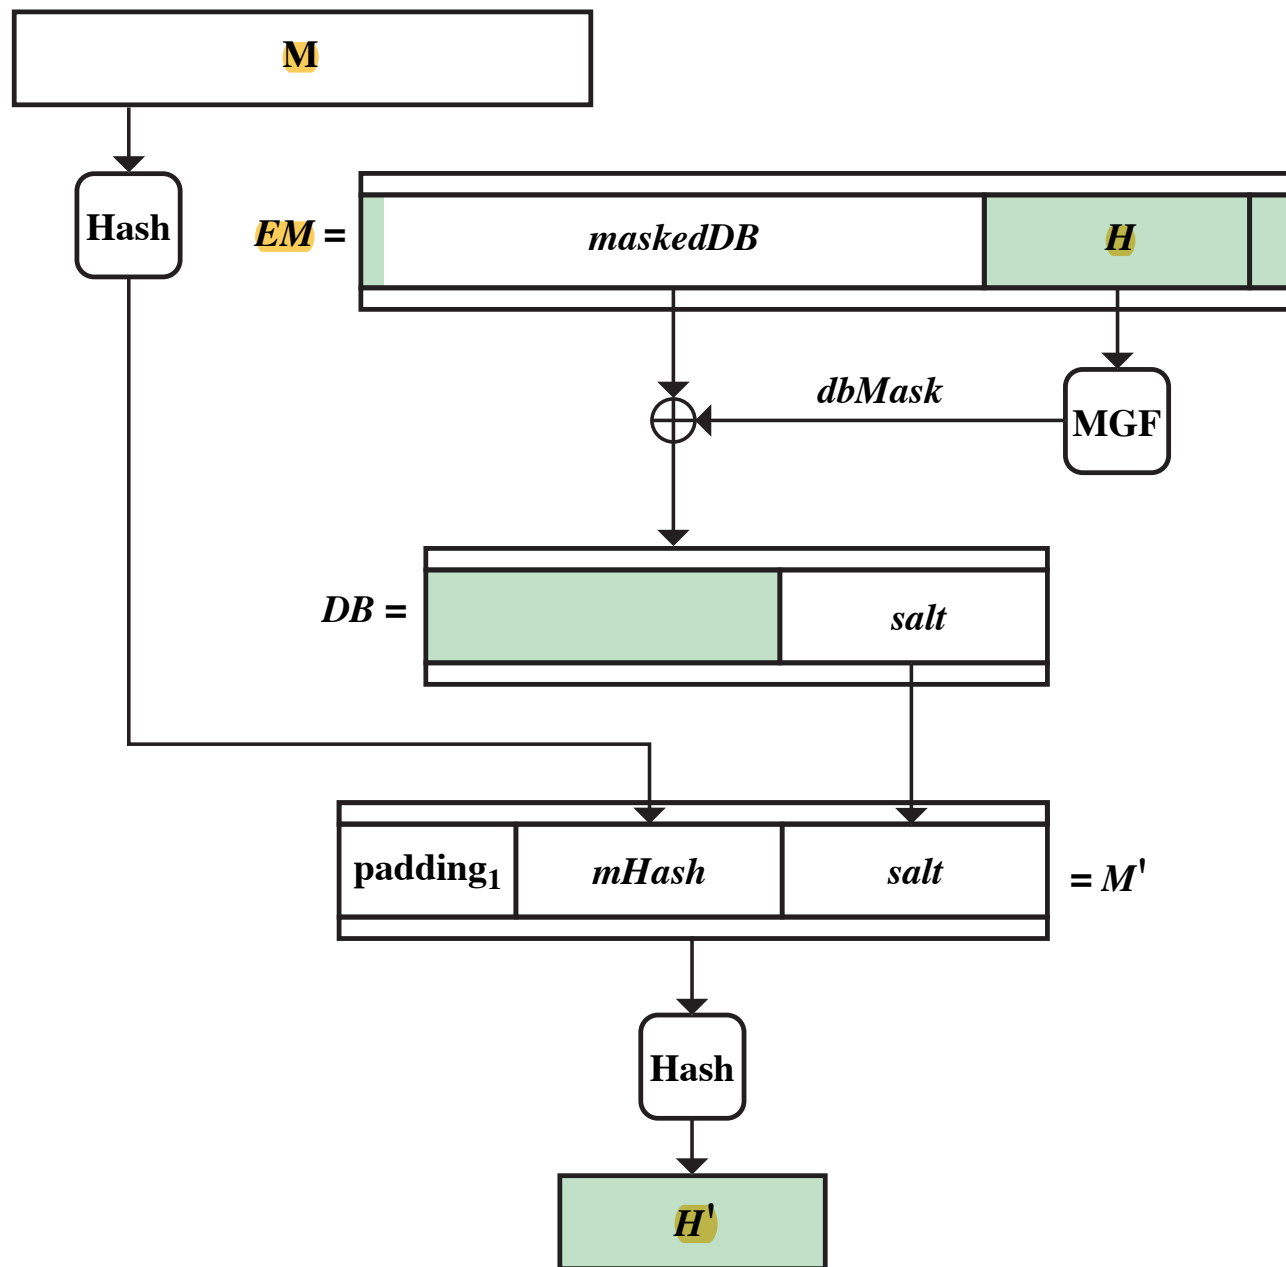 M
Hash
EM =
maskedDB
H
dbMask
MGF
DB =
salt
padding₁
mHash
salt
= M'
Hash
H'